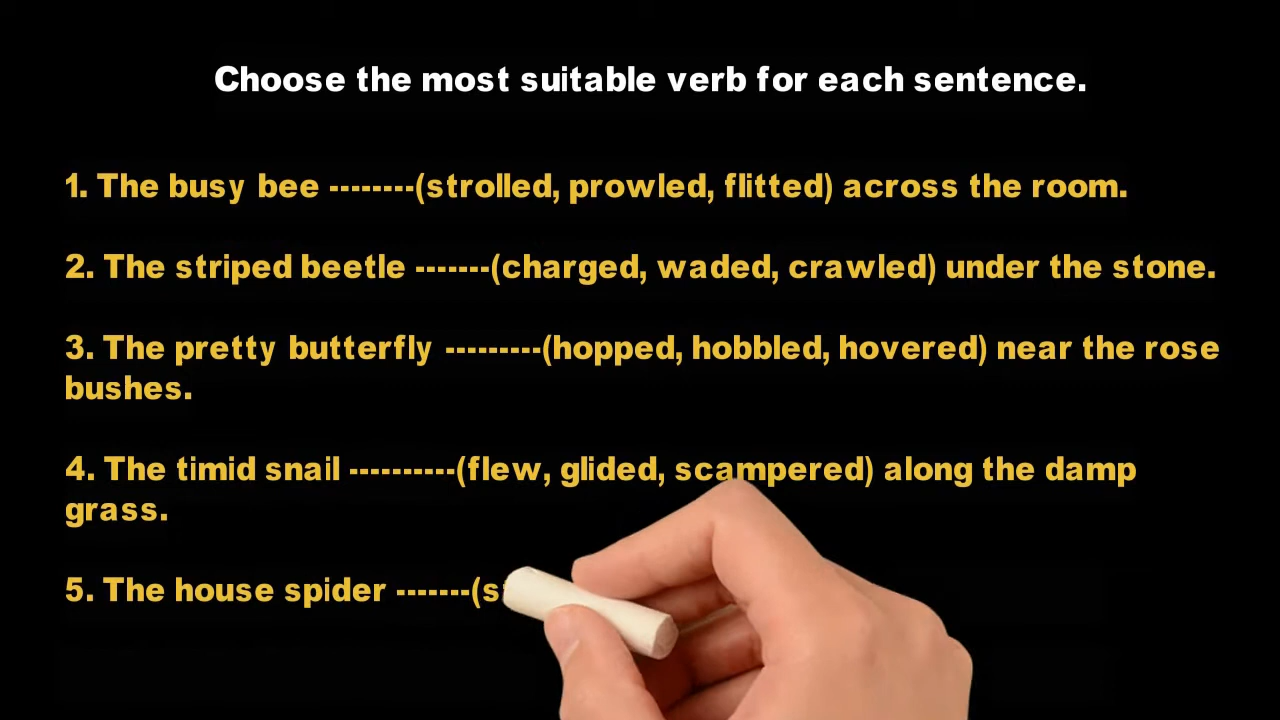 Choose the most suitable verb for each sentence.
1. The busy bee --------(strolled, prowled, flitted) across the room.
2. The striped beetle -------(charged, waded, crawled) under the stone.
3. The pretty butterfly ---------(hopped, hobbled, hovered) near the rose
bushes.
4. The timid snail ----------(flew, glided, scampered) along the damp
grass.
5. The house spider -------(s